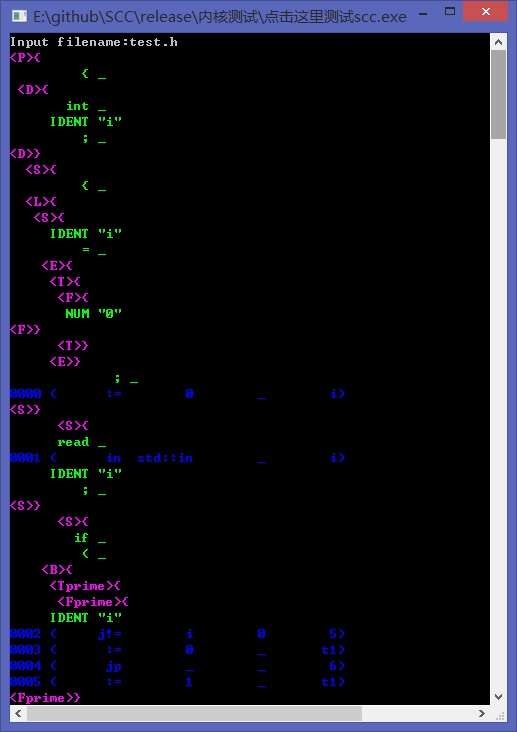 E:\github\SCC\release\内核测试\点击这里测试scc.exe
Input filename:test.h
<P>{
{ _
<D>{
int _
IDENT "i"
; _
<D>}
<S>{
{ _
<L>{
<S>{
IDENT "i"
= _
<E>{
<T>{
<F>{
NUM "0"
<F>}
<T>}
<E>}
; _
0000 ( := 0 _ i)
<S>}
<S>{
read _
0001 ( in std::in _ i)
IDENT "i"
; _
<S>}
<S>{
if _
( _
<B>{
<Tprime>{
<Fprime>{
IDENT "i"
0002 ( j!= i 0 5)
0003 ( := 0 _ t1)
0004 ( jp _ _ 6)
0005 ( := 1 _ t1)
<Fprime>}